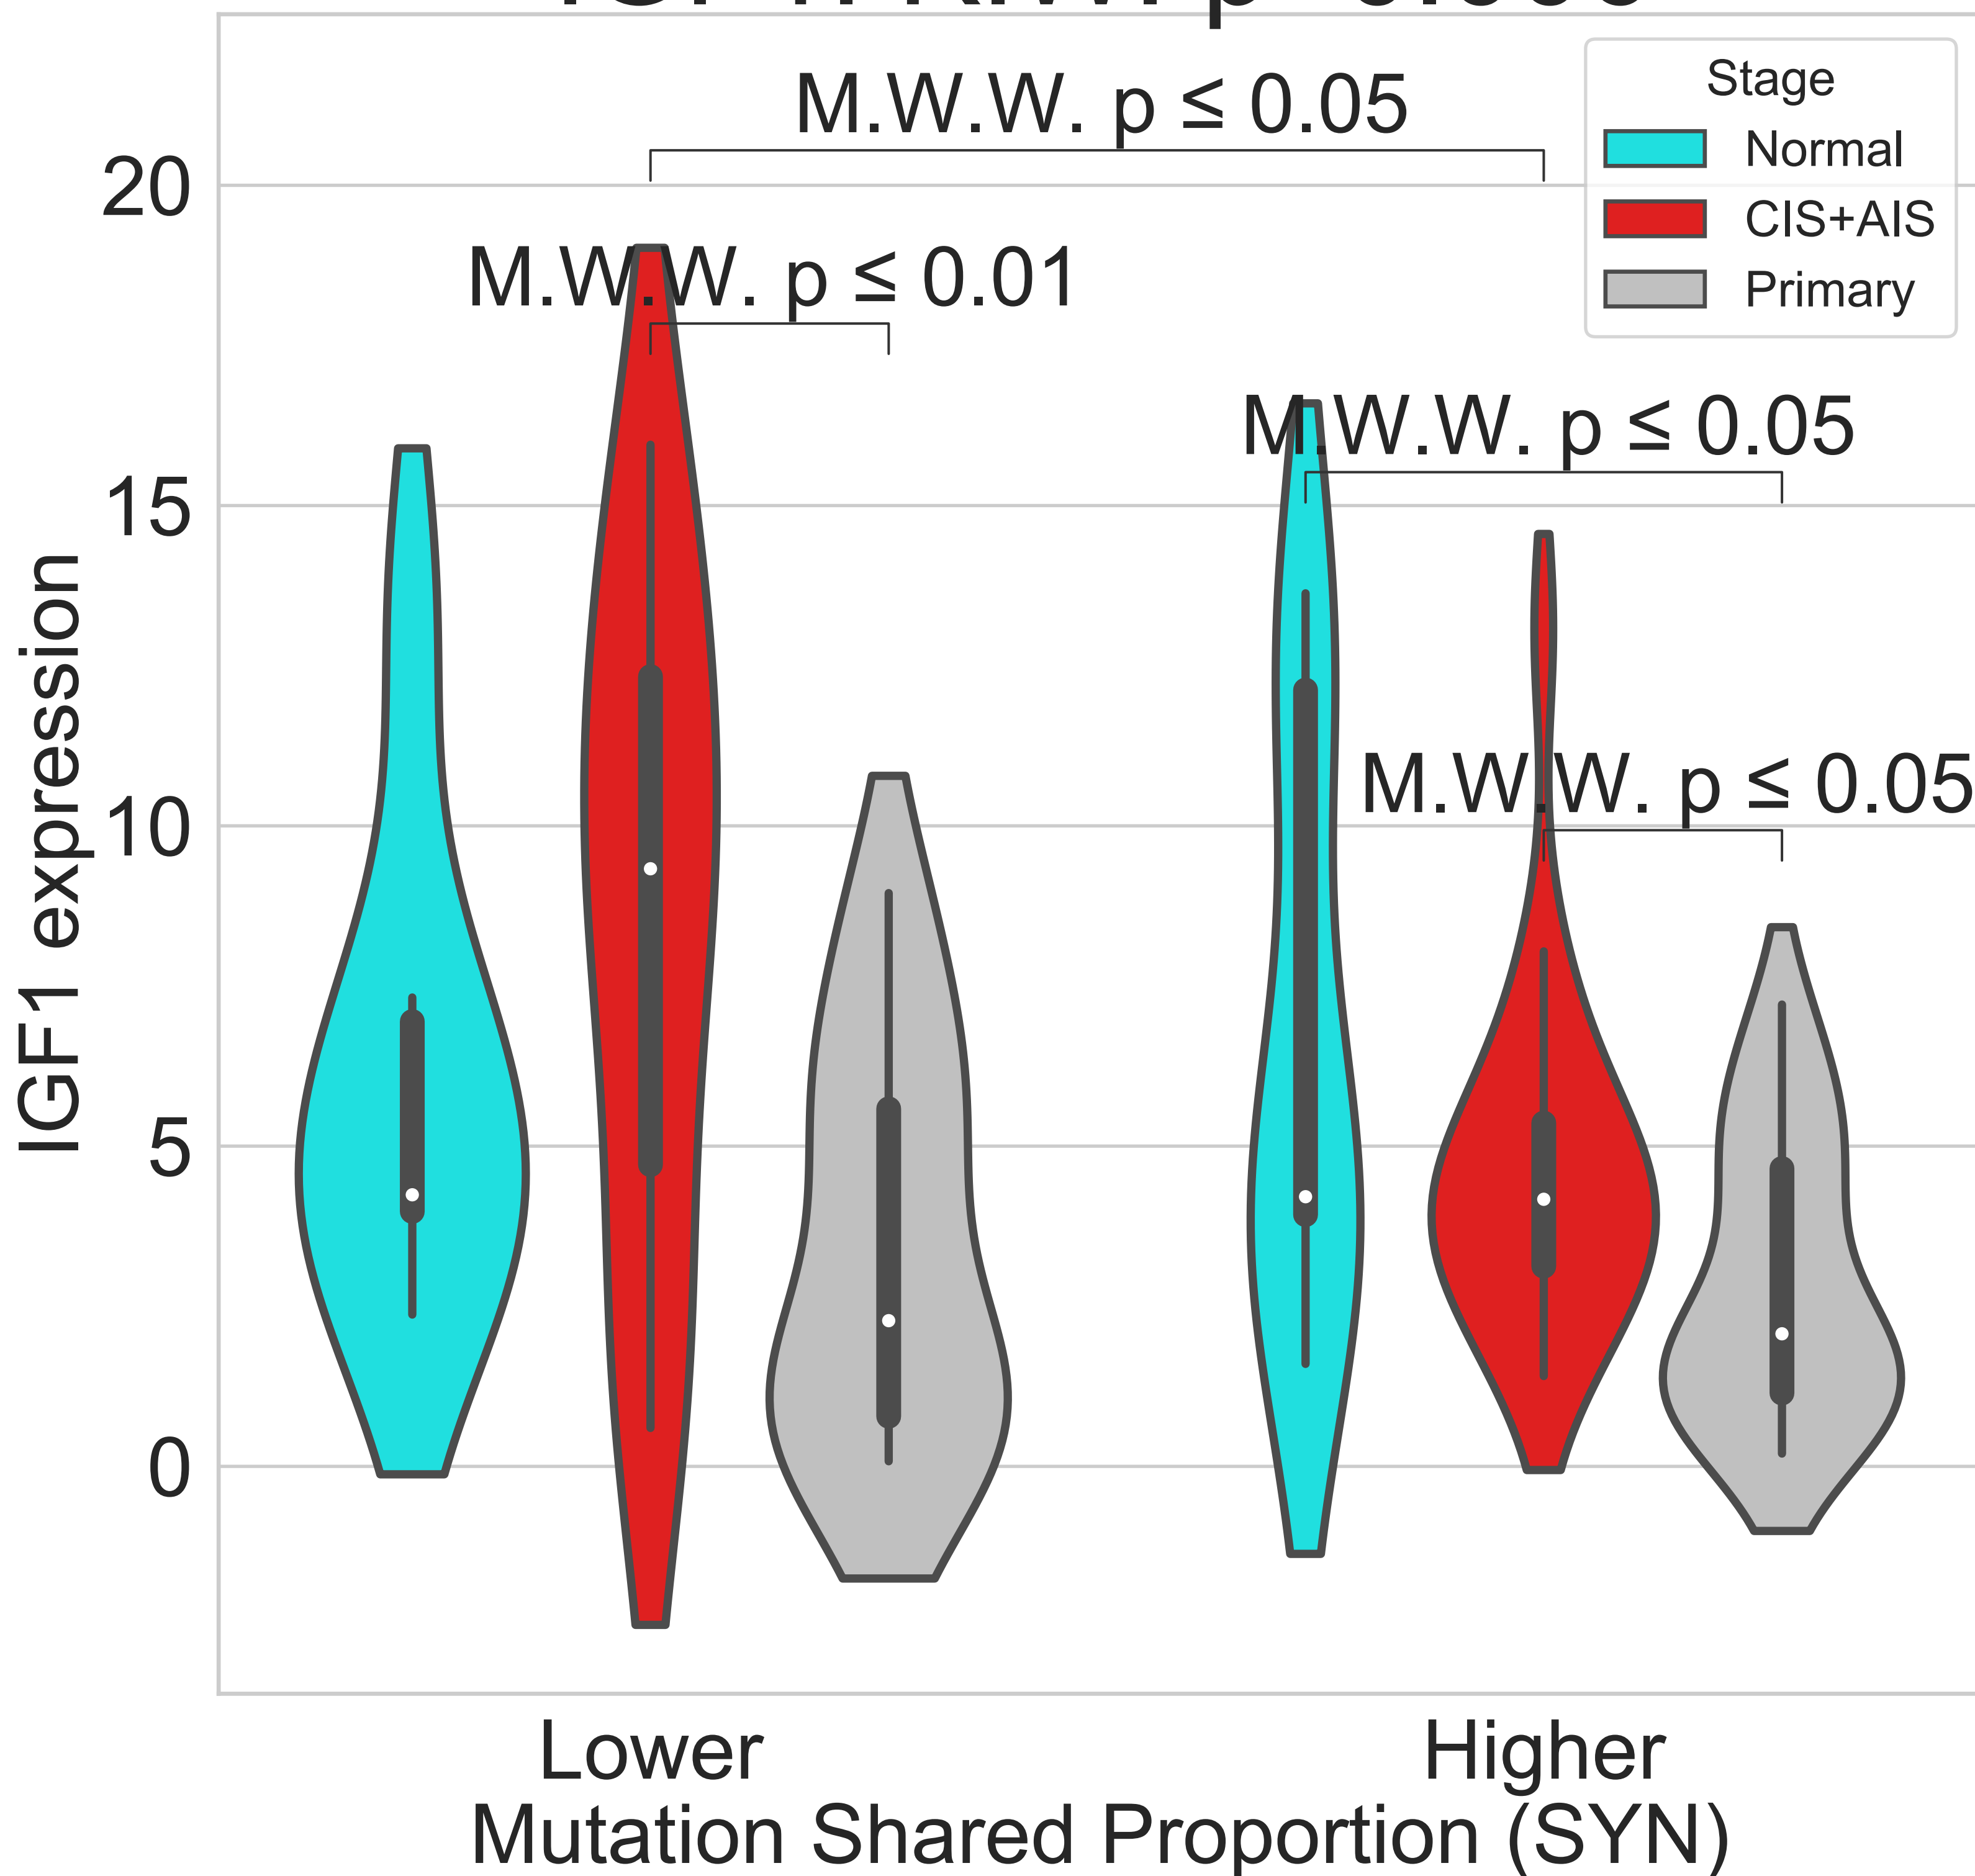 M.W.W. p ≤ 0.05
Stage
Normal
CIS+AIS
Primary
20
M.W.W. p ≤ 0.01
M.W.W. p ≤ 0.05
15
IGF1 expression
M.W.W. p ≤ 0.05
10
5
0
Lower
Higher
Mutation Shared Proportion (SYN)